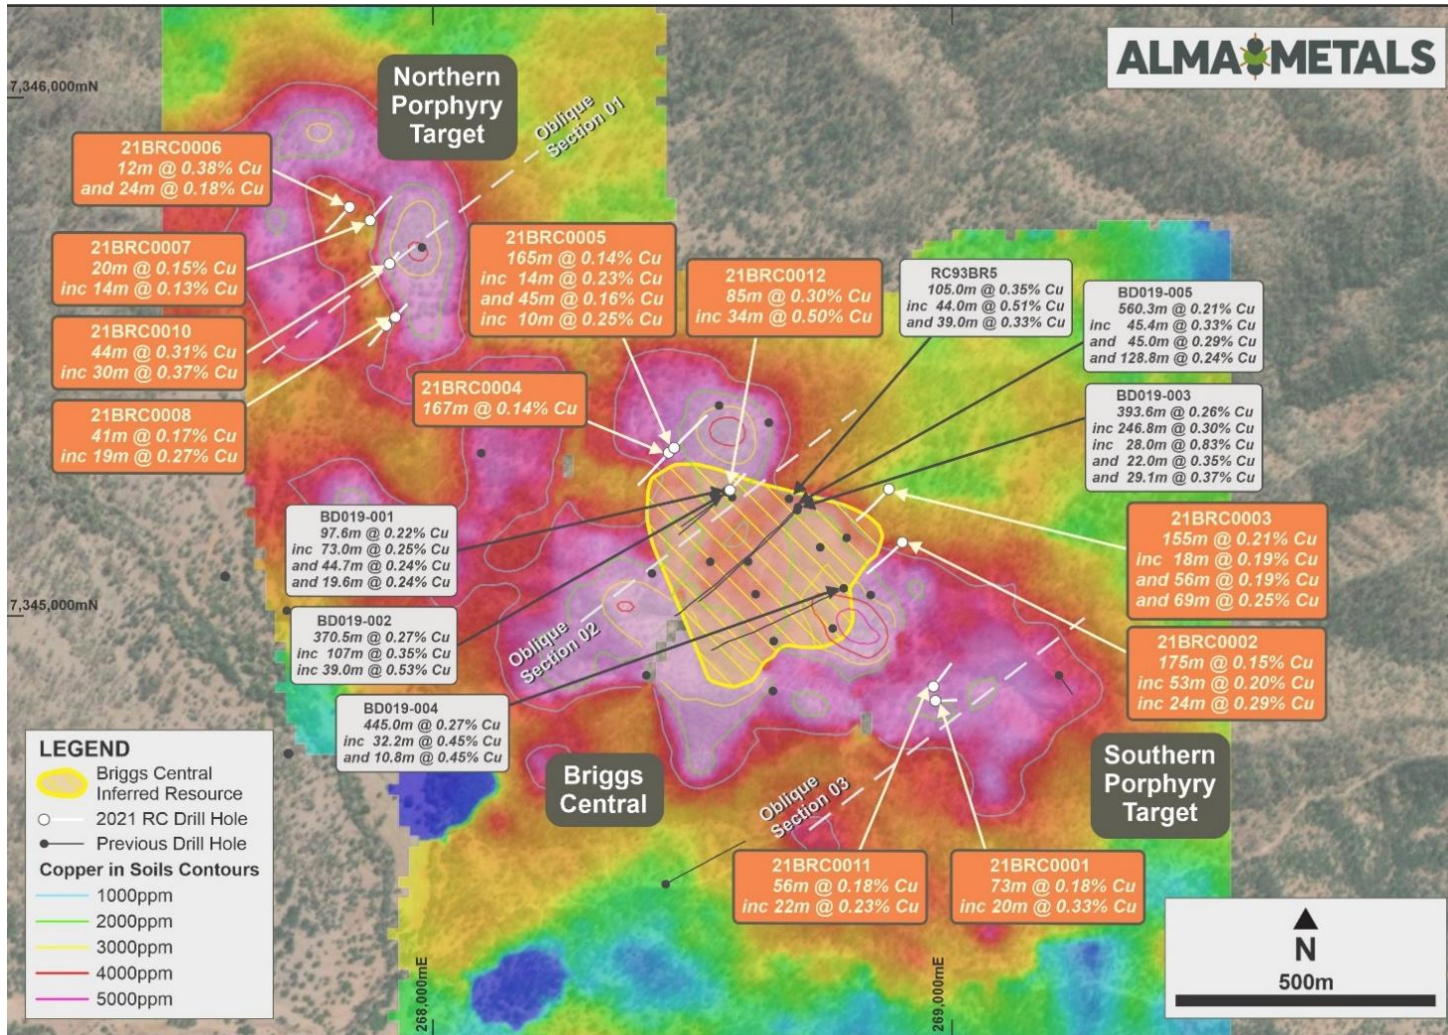 ALMA METALS
7,346,000mN
Northern
Porphyry
Target
Oblique
Section 01
21BRC0006
12m @ 0.38% Cu
and 24m @ 0.18% Cu
21BRC0007
20m @ 0.15% Cu
inc 14m @ 0.13% Cu
21BRC0010
44m @ 0.31% Cu
inc 30m @ 0.37% Cu
21BRC0008
41m @ 0.17% Cu
inc 19m @ 0.27% Cu
21BRC0005
165m @ 0.14% Cu
inc 14m @ 0.23% Cu
and 45m @ 0.16% Cu
inc 10m @ 0.25% Cu
21BRC0004
167m @ 0.14% Cu
21BRC0012
85m @ 0.30% Cu
inc 34m @ 0.50% Cu
RC93BR5
105.0m @ 0.35% Cu
inc 44.0m @ 0.51% Cu
and 39.0m @ 0.33% Cu
BD019-005
560.3m @ 0.21% Cu
inc 45.4m @ 0.33% Cu
and 45.0m @ 0.29% Cu
and 128.8m @ 0.24% Cu
BD019-003
393.6m @ 0.26% Cu
inc 246.8m @ 0.30% Cu
inc 28.0m @ 0.83% Cu
and 22.0m @ 0.35% Cu
and 29.1m @ 0.37% Cu
21BRC0003
155m @ 0.21% Cu
inc 18m @ 0.19% Cu
and 56m @ 0.19% Cu
and 69m @ 0.25% Cu
21BRC0002
175m @ 0.15% Cu
inc 53m @ 0.20% Cu
inc 24m @ 0.29% Cu
BD019-001
97.6m @ 0.22% Cu
inc 73.0m @ 0.25% Cu
and 44.7m @ 0.24% Cu
and 19.6m @ 0.24% Cu
7,345,000mN
BD019-002
370.5m @ 0.27% Cu
inc 107m @ 0.35% Cu
inc 39.0m @ 0.53% Cu
Oblique
Section 02
BD019-004
445.0m @ 0.27% Cu
inc 32.2m @ 0.45% Cu
and 10.8m @ 0.45% Cu
Briggs
Central
Oblique
Section 03
Southern
Porphyry
Target
21BRC0011
56m @ 0.18% Cu
inc 22m @ 0.23% Cu
21BRC0001
73m @ 0.18% Cu
inc 20m @ 0.33% Cu
LEGEND
Briggs Central
Inferred Resource
2021 RC Drill Hole
Previous Drill Hole
Copper in Soils Contours
1000ppm
2000ppm
3000ppm
4000ppm
5000ppm
268,000mE
269,000mE
N
500m